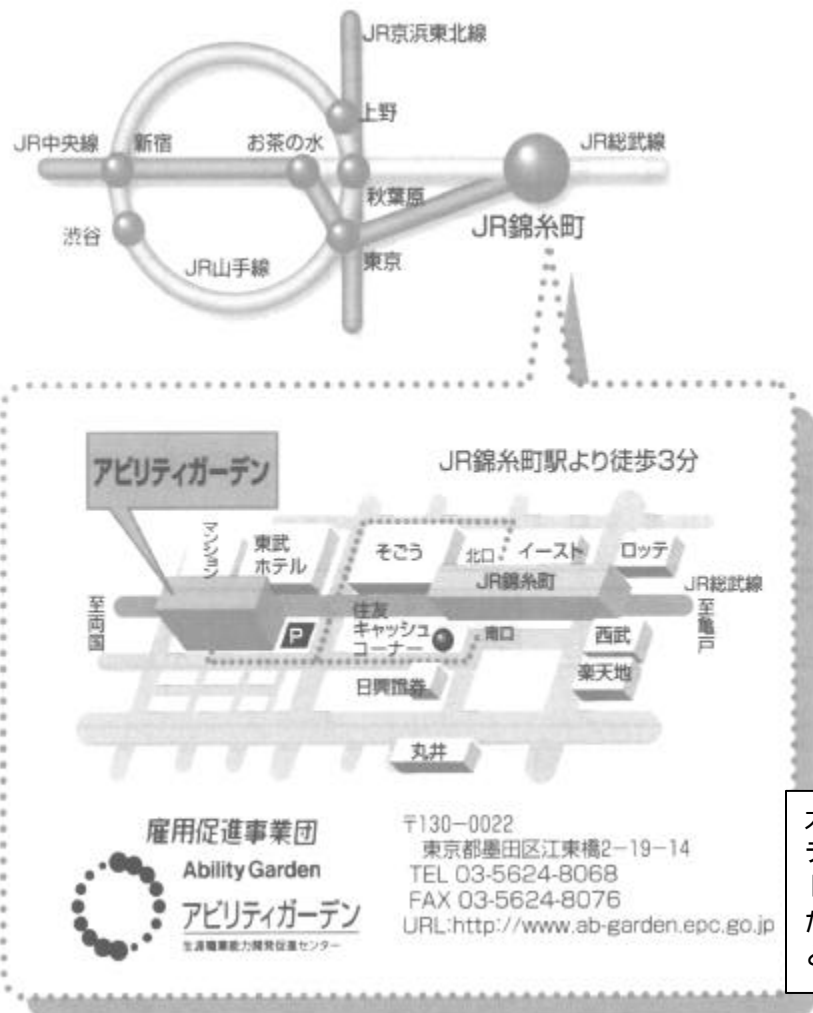 JR京浜東北線
上野
JR中央線
新宿
お茶の水
JR総武線
秋葉原
JR錦糸町
渋谷
JR山手線
東京
アビリティガーデン
JR錦糸町駅より徒歩3分
マンション
東武
ホテル
そごう
北口
イースト
ロッテ
JR錦糸町
JR総武線
至両国
住友
キャッシュ
コーナー
南口
西武
至亀戸
P
楽天地
日興證券
丸井
雇用促進事業団
Ability Garden
アビリティガーデン
生涯職業能力開発促進センター
〒130-0022
東京都墨田区江東橋2-19-14
TEL 03-5624-8068
FAX 03-5624-8076
URL:http://www.ab-garden.epc.go.jp